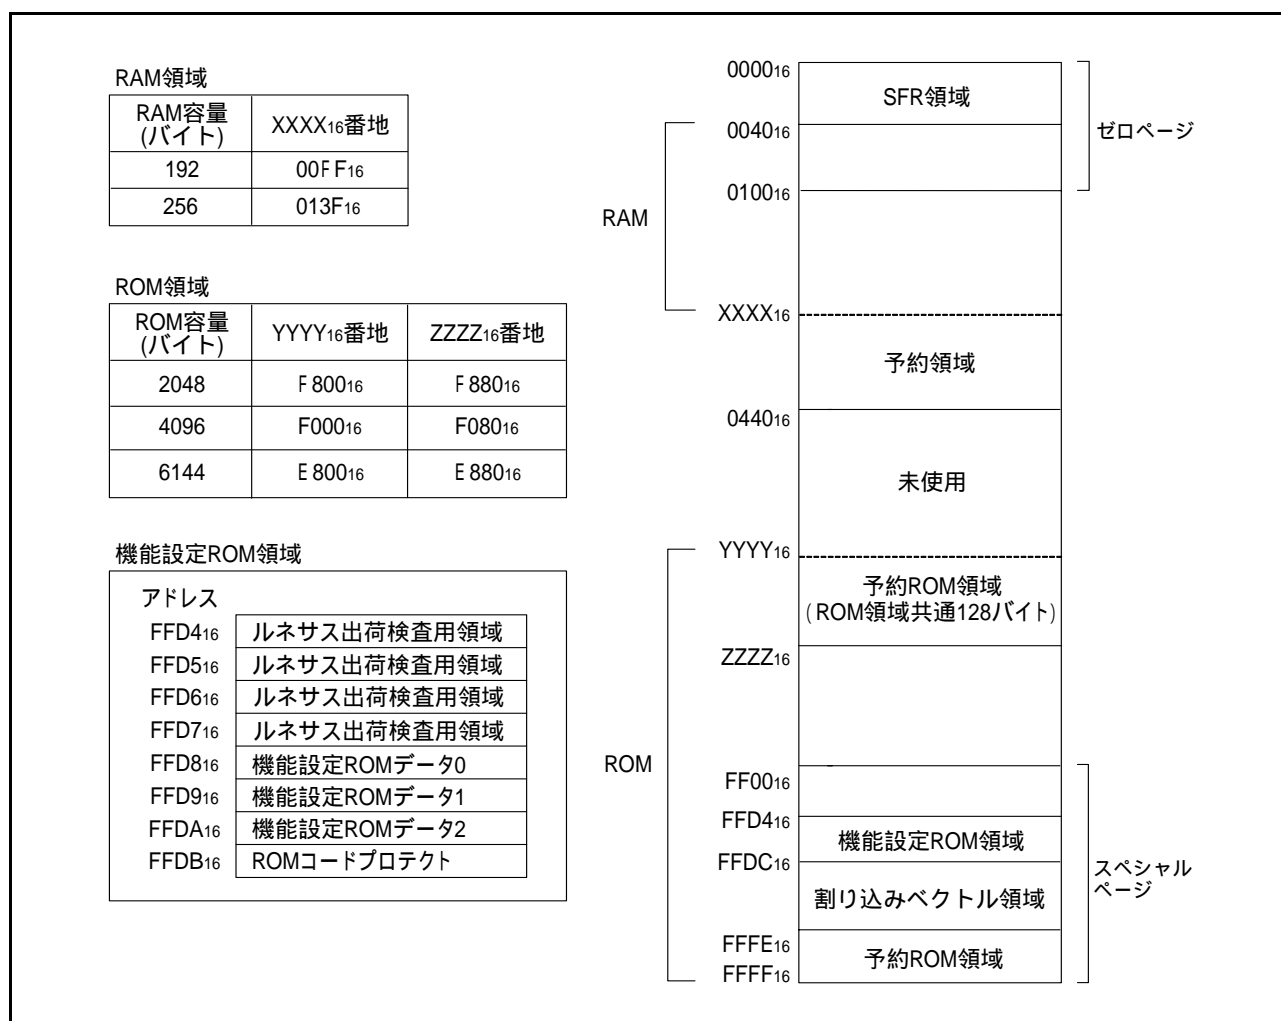 RAM領域
RAM容量
(バイト)
XXXX16番地
192
00FF16
256
013F16
ROM領域
ROM容量
(バイト)
YYYY16番地
ZZZZ16番地
2048
F80016
F88016
4096
F00016
F08016
6144
E80016
E88016
機能設定ROM領域
アドレス
FFD416
ルネサス出荷検査用領域
FFD516
ルネサス出荷検査用領域
FFD616
ルネサス出荷検査用領域
FFD716
ルネサス出荷検査用領域
FFD816
機能設定ROMデータ0
FFD916
機能設定ROMデータ1
FFDA16
機能設定ROMデータ2
FFDB16
ROMコードプロテクト
000016
SFR領域
004016
ゼロページ
010016
RAM
XXXX16
予約領域
044016
未使用
YYYY16
予約ROM領域
(ROM領域共通128バイト)
ZZZZ16
ROM
FF0016
FFD416
機能設定ROM領域
FFDC16
スペシャル
ページ
割り込みベクトル領域
FFFE16
予約ROM領域
FFFF16